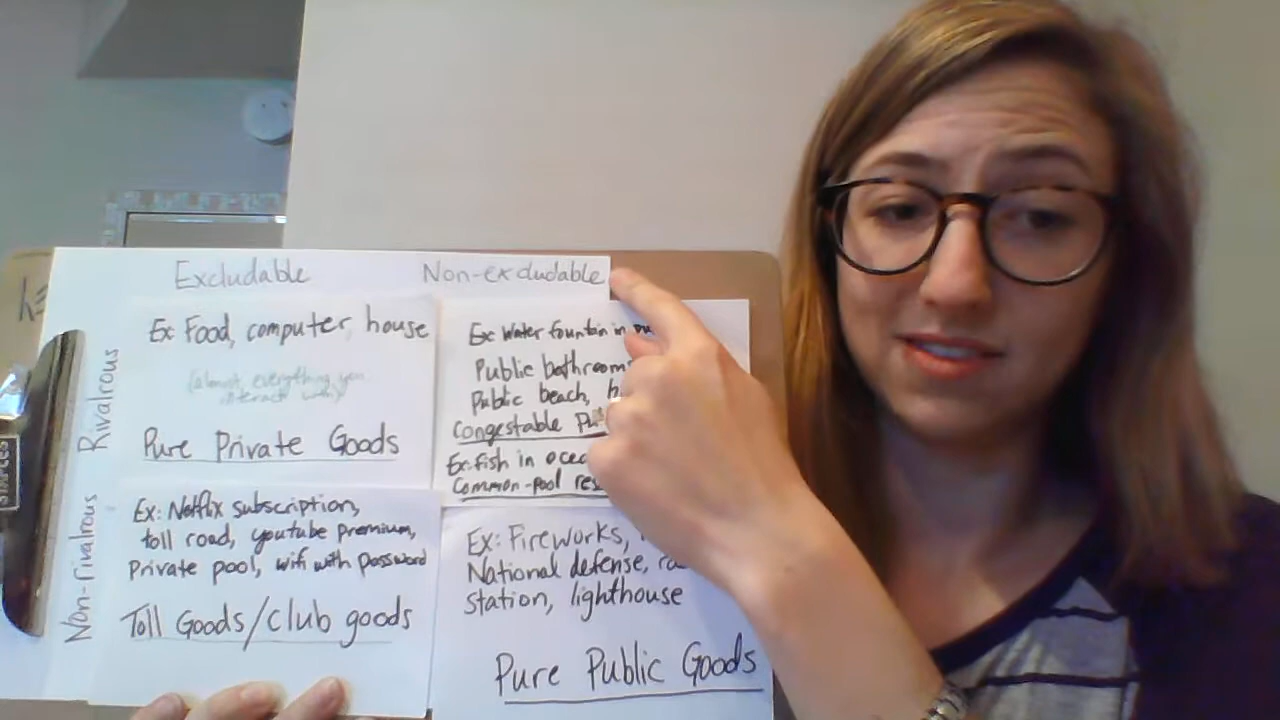 Excludable
Non-excludable
Rivalrous
Ex Food, computer, house
(almost everything you
interact with)
Pure Private Goods
Ex: Water fountain in
Public bathroom
Public beach,
Congestable
Ex: fish in
Common-pool
Non-rivalrous
Ex: Netflix subscription,
toll road, youtube premium,
Private pool, wifi with password
Toll Goods/Club goods
Ex: Fireworks,
National defense,
station, lighthouse
Pure Public Goods
STAPLES